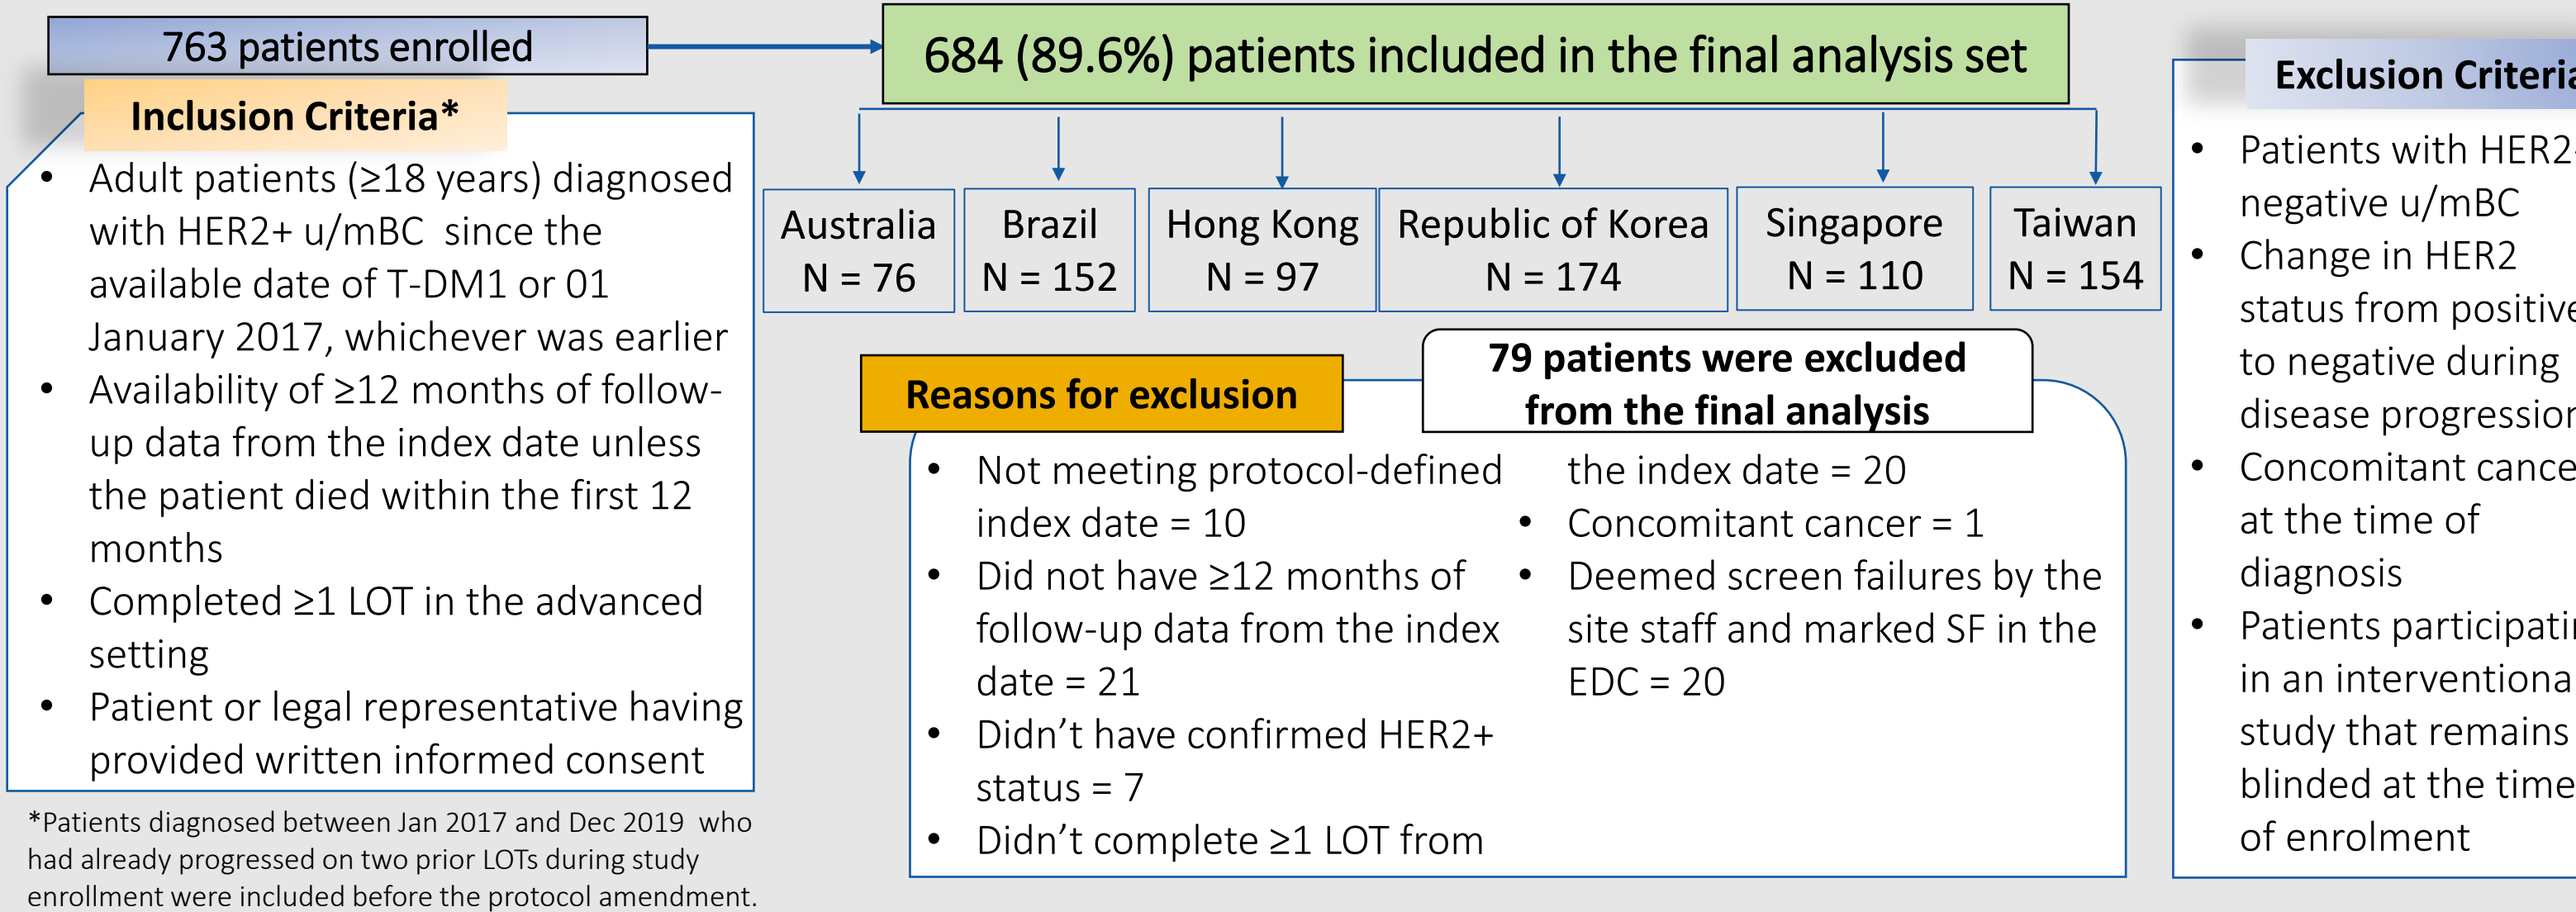 763 patients enrolled
684 (89.6%) patients included in the final analysis set
Inclusion Criteria*
• Adult patients (≥18 years) diagnosed
with HER2+ u/mBC since the
available date of T-DM1 or 01
January 2017, whichever was earlier
• Availability of ≥12 months of follow-
up data from the index date unless
the patient died within the first 12
months
• Completed ≥1 LOT in the advanced
setting
• Patient or legal representative having
provided written informed consent
*Patients diagnosed between Jan 2017 and Dec 2019 who
had already progressed on two prior LOTs during study
enrollment were included before the protocol amendment.
Australia
N = 76
Brazil
N = 152
Hong Kong
N = 97
Republic of Korea
N = 174
Singapore
N = 110
Taiwan
N = 154
Reasons for exclusion
79 patients were excluded
from the final analysis
• Not meeting protocol-defined
index date = 10
• Did not have ≥12 months of
follow-up data from the index
date = 21
• Didn’t have confirmed HER2+
status = 7
• Didn’t complete ≥1 LOT from
the index date = 20
• Concomitant cancer = 1
• Deemed screen failures by the
site staff and marked SF in the
EDC = 20
Exclusion
• Patients with
negative u/mBC
• Change in HER2
status from
to negative during
disease
• Concomitant
at the time of
diagnosis
• Patients
in an
study that remains
blinded at the time
of enrolment